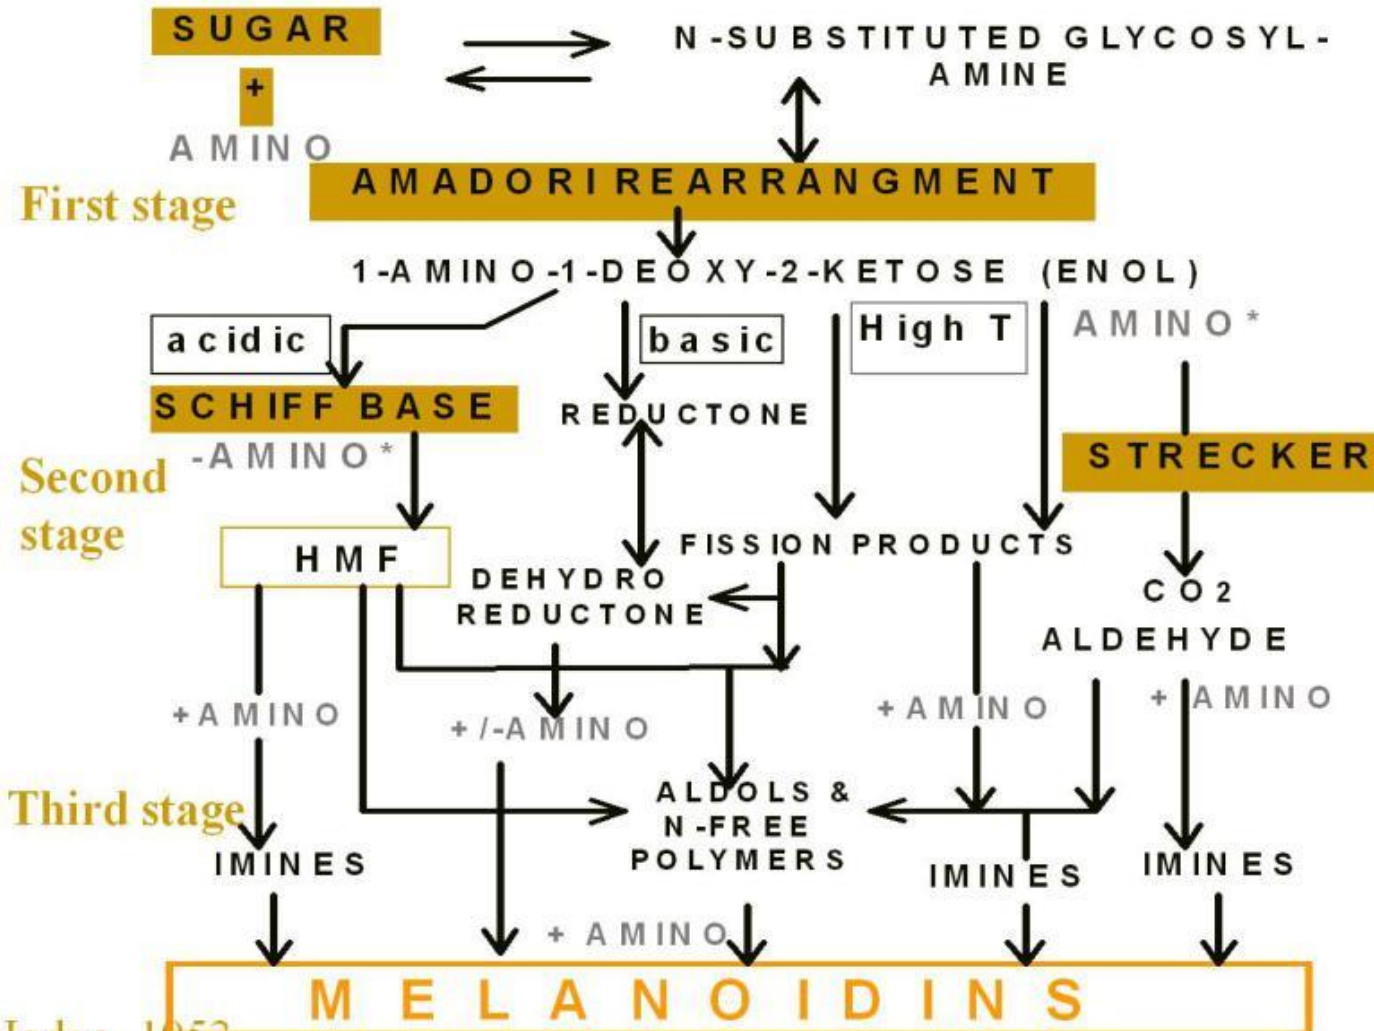 SUGAR
+
AMINO
N-SUBSTITUTED GLYCOSYL-
AMINE
First stage
AMADORI REARRANGMENT
1-AMINO-1-DEOXY-2-KETOSE (ENOL)
acidic
basic
High T
AMINO*
SCHIFF BASE
REDUCTONE
-AMINO*
STRECKER
Second
stage
HMF
FISSION PRODUCTS
DEHYDRO
REDUCTONE
CO2
ALDEHYDE
+AMINO
+/-AMINO
+AMINO
+ AMINO
Third stage
ALDOLS &
N-FREE
POLYMERS
IMINES
IMINES
IMINES
+ AMINO
MELANOIDINS